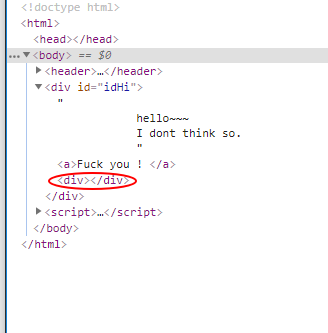 <!doctype html>
<html>
<head></head>
… ▼<body> == $0
▶<header>…</header>
▼<div id="idHi">
"
hello~~~
I dont think so.
"
<a>Fuck you ! </a>
<div></div>
</div>
▶<script>…</script>
</body>
</html>